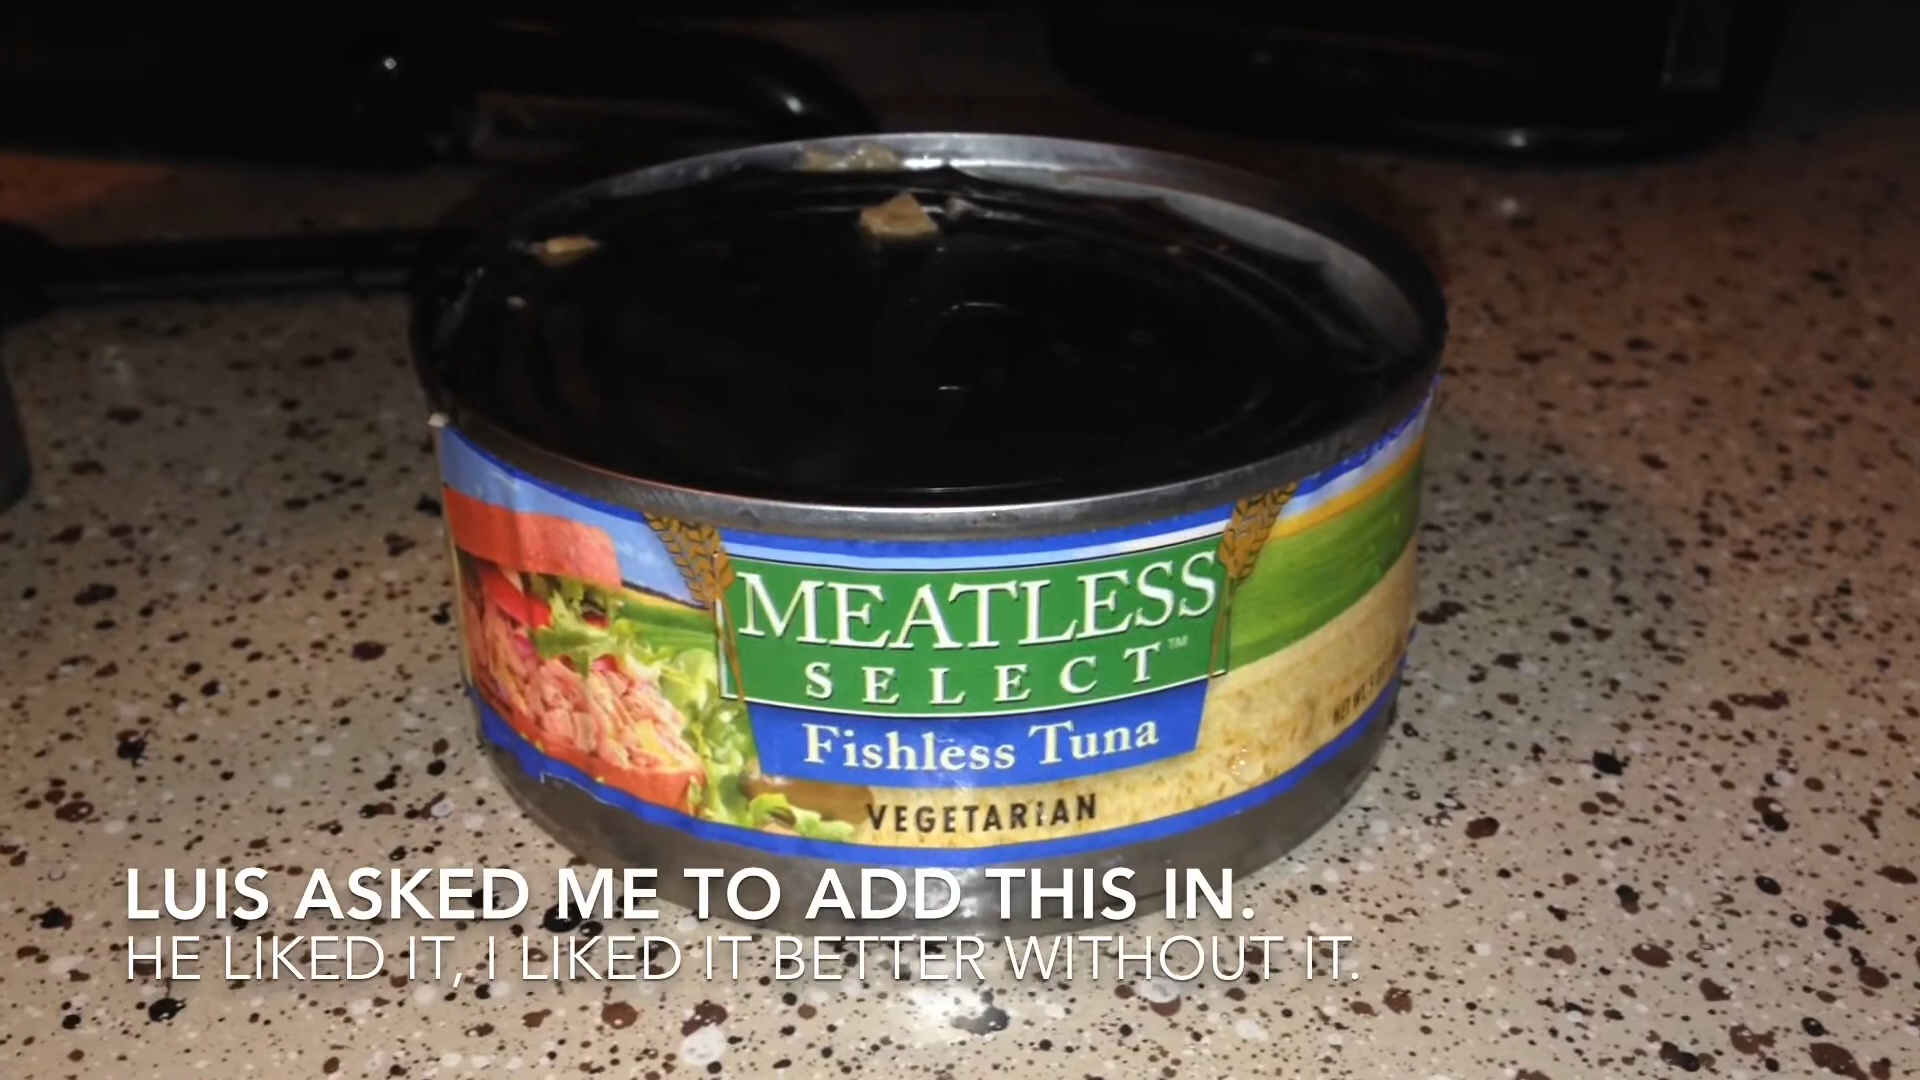 MEATLESS
SELECT™
Fishless Tuna
VEGETARIAN
LUIS ASKED ME TO ADD THIS IN.
HE LIKED IT, I LIKED IT BETTER WITHOUT IT.